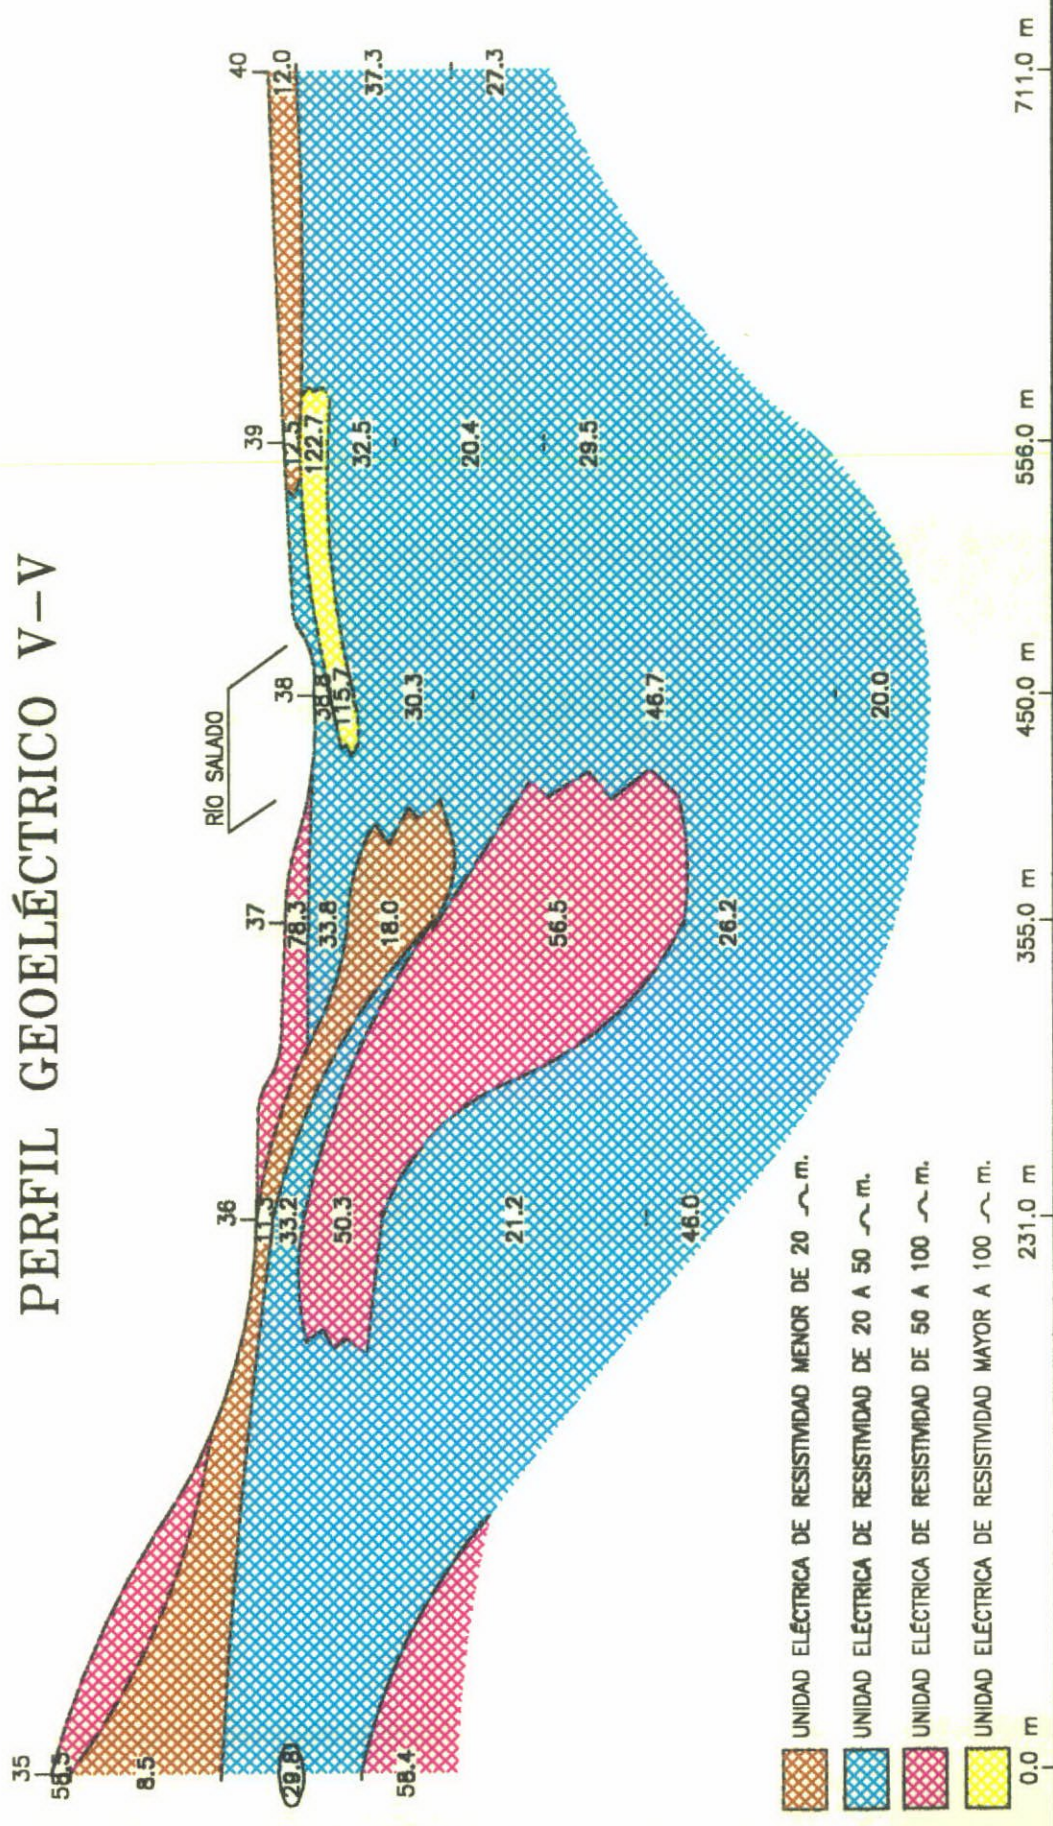 PERFIL GEOELÉCTRICO V–V
RÍO SALADO
35
36
37
38
39
40
8.5
29.8
58.4
11.3
33.2
50.3
21.2
46.0
78.3
33.8
18.0
56.5
26.2
38.8
115.7
30.3
46.7
20.0
12.5
122.7
32.5
20.4
29.5
12.0
37.3
27.3
UNIDAD ELÉCTRICA DE RESISTIVIDAD MENOR DE 20 m.
UNIDAD ELÉCTRICA DE RESISTIVIDAD DE 20 A 50 m.
UNIDAD ELÉCTRICA DE RESISTIVIDAD DE 50 A 100 m.
UNIDAD ELÉCTRICA DE RESISTIVIDAD MAYOR A 100 m.
0.0 m
231.0 m
355.0 m
450.0 m
556.0 m
711.0 m